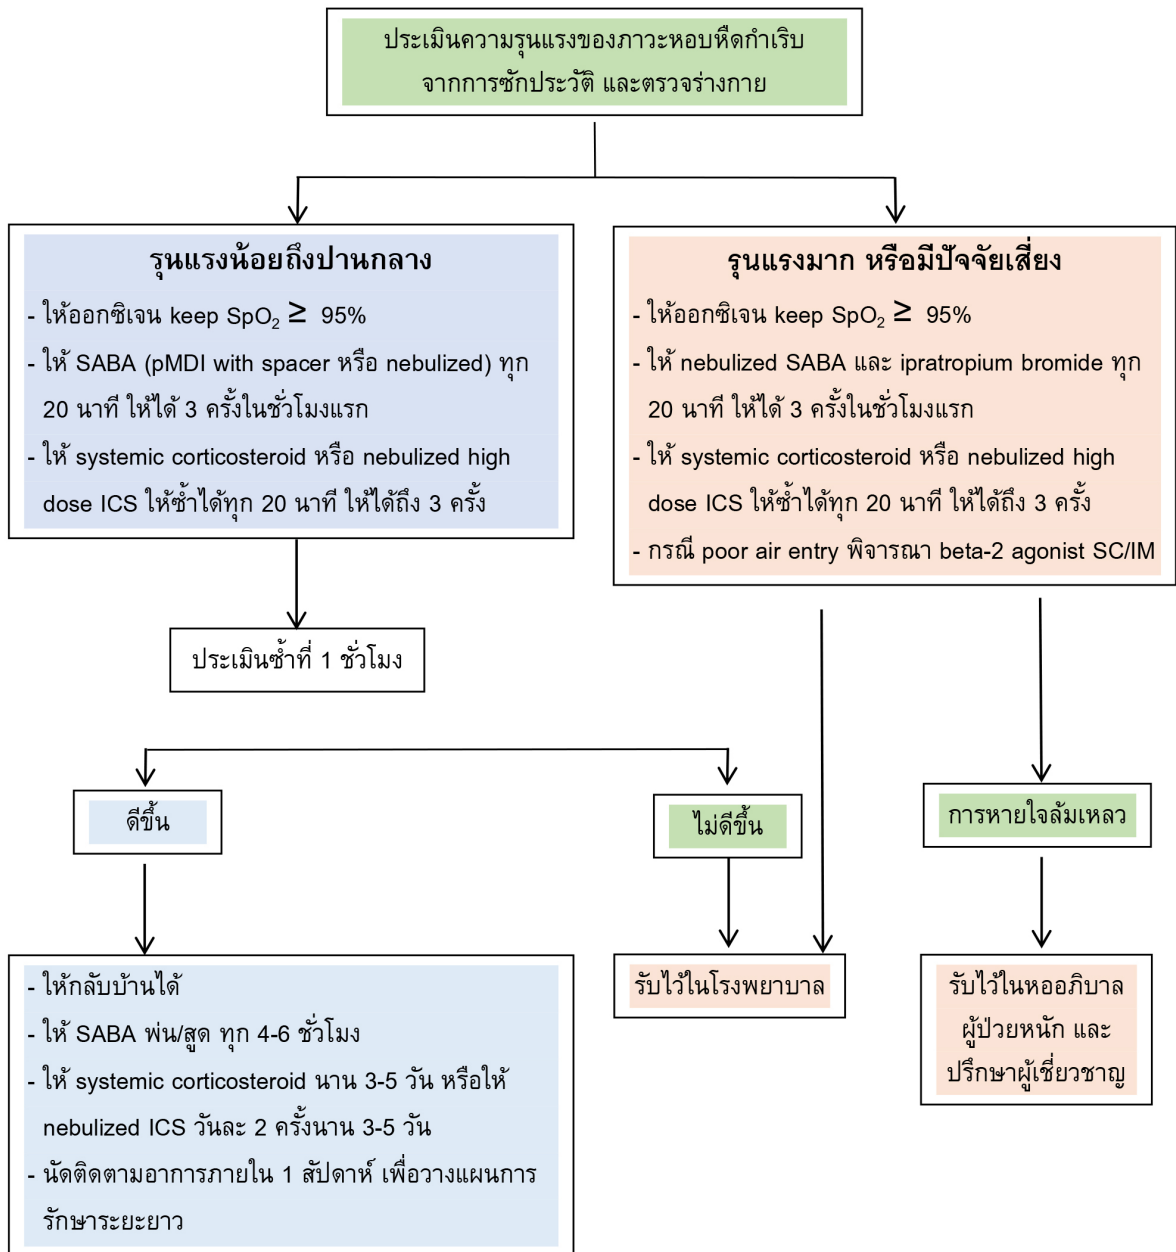 ประเมินความรุนแรงของภาวะหอบหืดกำเริบ
จากการซักประวัติ และตรวจร่างกาย
รุนแรงน้อยถึงปานกลาง
- ให้ออกซิเจน keep SpO₂ ≥ 95%
- ให้ SABA (pMDI with spacer หรือ nebulized) ทุก
20 นาที ให้ได้ 3 ครั้งในชั่วโมงแรก
- ให้ systemic corticosteroid หรือ nebulized high
dose ICS ให้ซ้ำได้ทุก 20 นาที ให้ได้ถึง 3 ครั้ง
รุนแรงมาก หรือมีปัจจัยเสี่ยง
- ให้ออกซิเจน keep SpO₂ ≥ 95%
- ให้ nebulized SABA และ ipratropium bromide ทุก
20 นาที ให้ได้ 3 ครั้งในชั่วโมงแรก
- ให้ systemic corticosteroid หรือ nebulized high
dose ICS ให้ซ้ำได้ทุก 20 นาที ให้ได้ถึง 3 ครั้ง
- กรณี poor air entry พิจารณา beta-2 agonist SC/IM
ประเมินซ้ำที่ 1 ชั่วโมง
ดีขึ้น
ไม่ดีขึ้น
การหายใจล้มเหลว
- ให้กลับบ้านได้
- ให้ SABA พ่น/สูด ทุก 4-6 ชั่วโมง
- ให้ systemic corticosteroid นาน 3-5 วัน หรือให้
nebulized ICS วันละ 2 ครั้งนาน 3-5 วัน
- นัดติดตามอาการภายใน 1 สัปดาห์ เพื่อวางแผนการ
รักษาระยะยาว
รับไว้ในโรงพยาบาล
รับไว้ในหออภิบาล
ผู้ป่วยหนัก และ
ปรึกษาผู้เชี่ยวชาญ